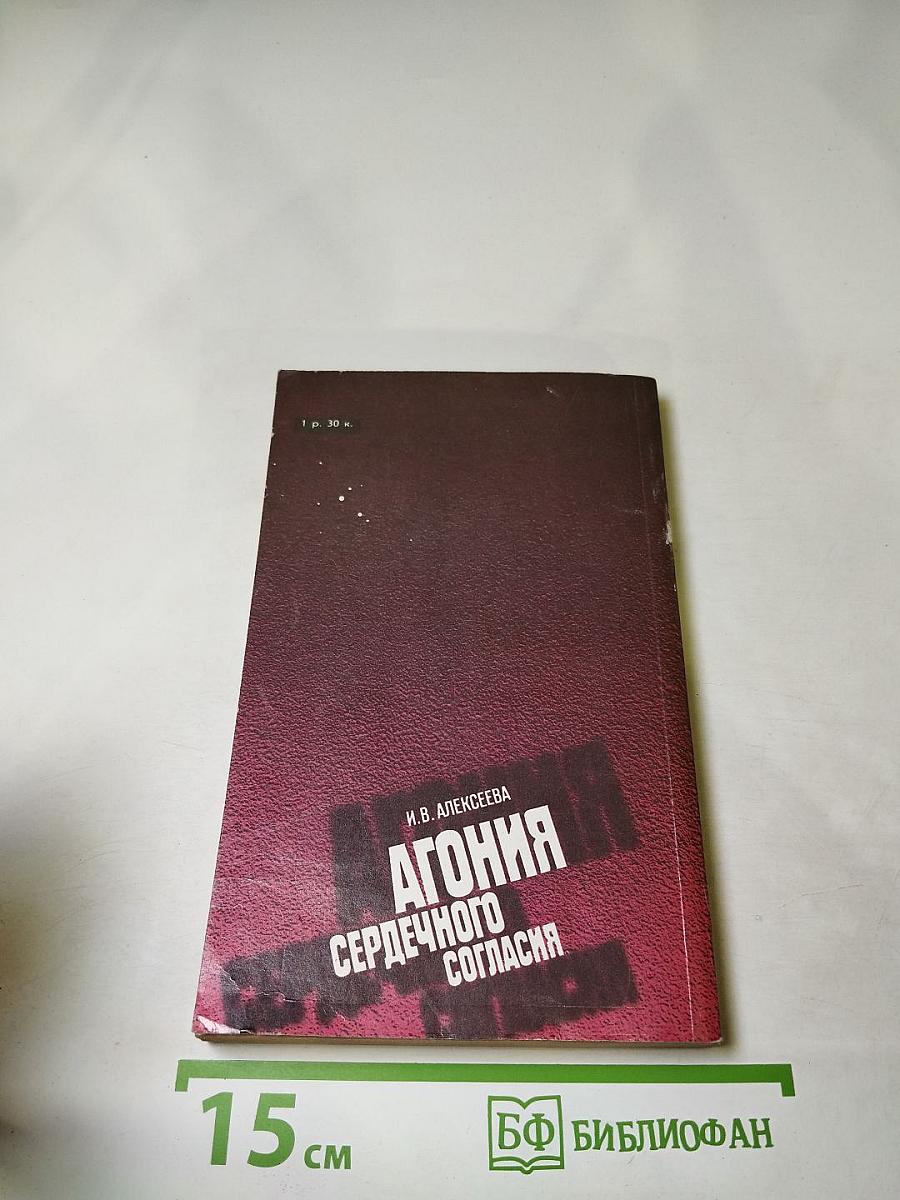 1 р. 30 к.
И.В. АЛЕКСЕЕВА
АГОНИЯ
СЕРДЕЧНОГО
СОГЛАСИЯ
15 см
БФ БИБЛИОФАН